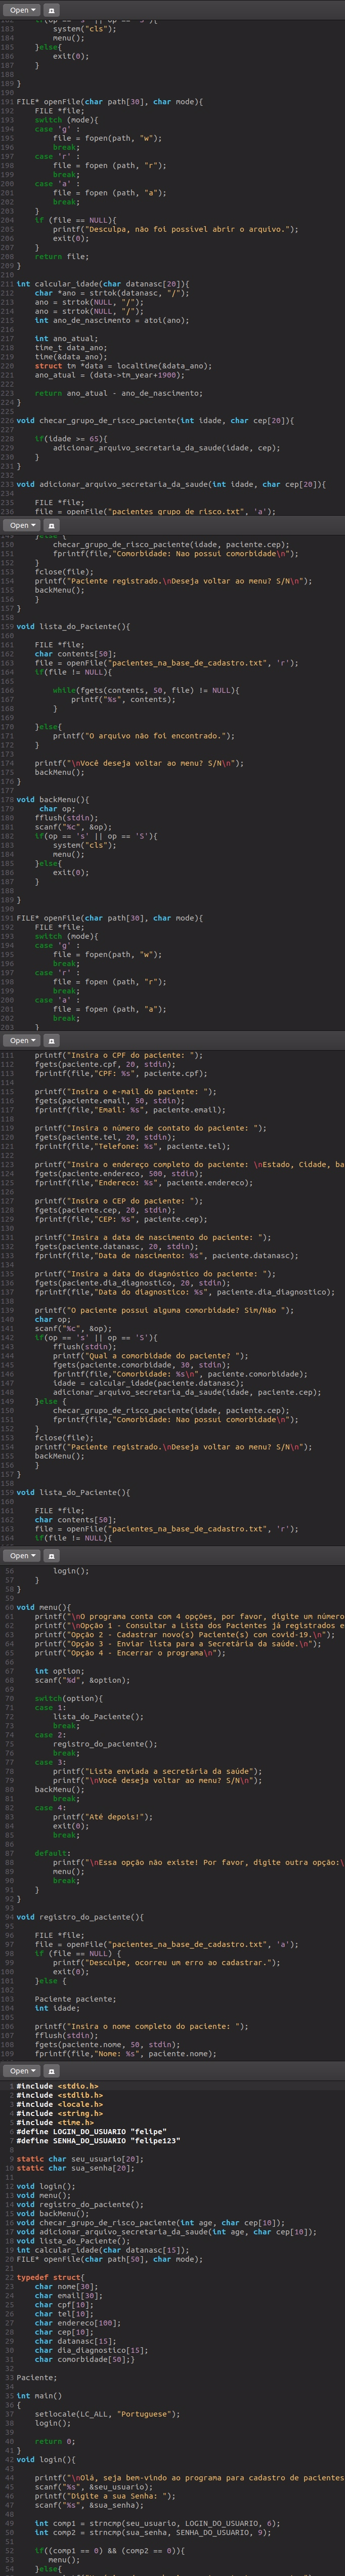 Open
182 if(op == 's' || op == 'S'){
183 system("cls");
184 menu();
185 }else{
186 exit(0);
187 }
188
189 }
190
191 FILE* openFile(char path[30], char mode){
192 FILE *file;
193 switch (mode){
194 case 'g' :
195 file = fopen(path, "w");
196 break;
197 case 'r' :
198 file = fopen (path, "r");
199 break;
200 case 'a' :
201 file = fopen (path, "a");
202 break;
203 }
204 if (file == NULL){
205 printf("Desculpa, não foi possivel abrir o arquivo.");
206 exit(0);
207 }
208 return file;
209 }
210
211 int calcular_idade(char datanasc[20]){
212 char *ano = strtok(datanasc, "/");
213 ano = strtok(NULL, "/");
214 ano = strtok(NULL, "/");
215 int ano_de_nascimento = atoi(ano);
216
217 int ano_atual;
218 time_t data_ano;
219 time(&data_ano);
220 struct tm *data = localtime(&data_ano);
221 ano_atual = (data->tm_year+1900);
222
223 return ano_atual - ano_de_nascimento;
224 }
225
226 void checar_grupo_de_risco_paciente(int idade, char cep[20]){
227
228 if(idade >= 65){
229 adicionar_arquivo_secretaria_da_saude(idade, cep);
230 }
231 }
232
233 void adicionar_arquivo_secretaria_da_saude(int idade, char cep[20]){
234
235 FILE *file;
236 file = openFile("pacientes_grupo_de_risco.txt", 'a');
Open
149 }else {
150 checar_grupo_de_risco_paciente(idade, paciente.cep);
151 fprintf(file,"Comorbidade: Nao possui comorbidade\n");
152 }
153 fclose(file);
154 printf("Paciente registrado.\nDeseja voltar ao menu? S/N\n");
155 backMenu();
156 }
157 }
158
159 void lista_do_Paciente(){
160
161 FILE *file;
162 char contents[50];
163 file = openFile("pacientes_na_base_de_cadastro.txt", 'r');
164 if(file != NULL){
165
166 while(fgets(contents, 50, file) != NULL){
167 printf("%s", contents);
168 }
169
170 }else{
171 printf("O arquivo não foi encontrado.");
172 }
173
174 printf("\nVocê deseja voltar ao menu? S/N\n");
175 backMenu();
176 }
177
178 void backMenu(){
179 char op;
180 fflush(stdin);
181 scanf("%c", &op);
182 if(op == 's' || op == 'S'){
183 system("cls");
184 menu();
185 }else{
186 exit(0);
187 }
188
189 }
190
191 FILE* openFile(char path[30], char mode){
192 FILE *file;
193 switch (mode){
194 case 'g' :
195 file = fopen(path, "w");
196 break;
197 case 'r' :
198 file = fopen (path, "r");
199 break;
200 case 'a' :
201 file = fopen (path, "a");
202 break;
203 }
Open
111 printf("Insira o CPF do paciente: ");
112 fgets(paciente.cpf, 20, stdin);
113 fprintf(file,"CPF: %s", paciente.cpf);
114
115 printf("Insira o e-mail do paciente: ");
116 fgets(paciente.email, 50, stdin);
117 fprintf(file,"Email: %s", paciente.email);
118
119 printf("Insira o número de contato do paciente: ");
120 fgets(paciente.tel, 20, stdin);
121 fprintf(file,"Telefone: %s", paciente.tel);
122
123 printf("Insira o endereço completo do paciente: \nEstado, Cidade, ba
124 fgets(paciente.endereco, 500, stdin);
125 fprintf(file,"Endereco: %s", paciente.endereco);
126
127 printf("Insira o CEP do paciente: ");
128 fgets(paciente.cep, 20, stdin);
129 fprintf(file,"CEP: %s", paciente.cep);
130
131 printf("Insira a data de nascimento do paciente: ");
132 fgets(paciente.datanasc, 20, stdin);
133 fprintf(file,"Data de nascimento: %s", paciente.datanasc);
134
135 printf("Insira a data do diagnóstico do paciente: ");
136 fgets(paciente.dia_diagnostico, 20, stdin);
137 fprintf(file,"Data do diagnostico: %s", paciente.dia_diagnostico);
138
139 printf("O paciente possui alguma comorbidade? Sim/Não ");
140 char op;
141 scanf("%c", &op);
142 if(op == 's' || op == 'S'){
143 fflush(stdin);
144 printf("Qual a comorbidade do paciente? ");
145 fgets(paciente.comorbidade, 30, stdin);
146 fprintf(file,"Comorbidade: %s\n", paciente.comorbidade);
147 idade = calcular_idade(paciente.datanasc);
148 adicionar_arquivo_secretaria_da_saude(idade, paciente.cep);
149 }else {
150 checar_grupo_de_risco_paciente(idade, paciente.cep);
151 fprintf(file,"Comorbidade: Nao possui comorbidade\n");
152 }
153 fclose(file);
154 printf("Paciente registrado.\nDeseja voltar ao menu? S/N\n");
155 backMenu();
156 }
157 }
158
159 void lista_do_Paciente(){
160
161 FILE *file;
162 char contents[50];
163 file = openFile("pacientes_na_base_de_cadastro.txt", 'r');
164 if(file != NULL){
Open
56 login();
57 }
58 }
59
60 void menu(){
61 printf("\nO programa conta com 4 opções, por favor, digite um número
62 printf("\nOpção 1 - Consultar a Lista dos Pacientes já registrados e
63 printf("Opção 2 - Cadastrar novo(s) Paciente(s) com covid-19.\n");
64 printf("Opção 3 - Enviar lista para a Secretária da saúde.\n");
65 printf("Opção 4 - Encerrar o programa\n");
66
67 int option;
68 scanf("%d", &option);
69
70 switch(option){
71 case 1:
72 lista_do_Paciente();
73 break;
74 case 2:
75 registro_do_paciente();
76 break;
77 case 3:
78 printf("Lista enviada a secretária da saúde");
79 printf("\nVocê deseja voltar ao menu? S/N\n");
80 backMenu();
81 break;
82 case 4:
83 printf("Até depois!");
84 exit(0);
85 break;
86
87 default:
88 printf("\nEssa opção não existe! Por favor, digite outra opção:\
89 menu();
90 break;
91 }
92 }
93
94 void registro_do_paciente(){
95
96 FILE *file;
97 file = openFile("pacientes_na_base_de_cadastro.txt", 'a');
98 if (file == NULL) {
99 printf("Desculpe, ocorreu um erro ao cadastrar.");
100 exit(0);
101 }else {
102
103 Paciente paciente;
104 int idade;
105
106 printf("Insira o nome completo do paciente: ");
107 fflush(stdin);
108 fgets(paciente.nome, 50, stdin);
109 fprintf(file,"Nome: %s", paciente.nome);
Open
1 #include <stdio.h>
2 #include <stdlib.h>
3 #include <locale.h>
4 #include <string.h>
5 #include <time.h>
6 #define LOGIN_DO_USUARIO "felipe"
7 #define SENHA_DO_USUARIO "felipe123"
8
9 static char seu_usuario[20];
10 static char sua_senha[20];
11
12 void login();
13 void menu();
14 void registro_do_paciente();
15 void backMenu();
16 void checar_grupo_de_risco_paciente(int age, char cep[10]);
17 void adicionar_arquivo_secretaria_da_saude(int age, char cep[10]);
18 void lista_do_Paciente();
19 int calcular_idade(char datanasc[15]);
20 FILE* openFile(char path[50], char mode);
21
22 typedef struct{
23 char nome[30];
24 char email[30];
25 char cpf[10];
26 char tel[10];
27 char endereco[100];
28 char cep[10];
29 char datanasc[15];
30 char dia_diagnostico[15];
31 char comorbidade[50];}
32
33 Paciente;
34
35 int main()
36 {
37 setlocale(LC_ALL, "Portuguese");
38 login();
39
40 return 0;
41 }
42 void login(){
43
44 printf("\nOlá, seja bem-vindo ao programa para cadastro de pacientes
45 scanf("%s", &seu_usuario);
46 printf("Digite a sua Senha: ");
47 scanf("%s", &sua_senha);
48
49 int comp1 = strncmp(seu_usuario, LOGIN_DO_USUARIO, 6);
50 int comp2 = strncmp(sua_senha, SENHA_DO_USUARIO, 9);
51
52 if((comp1 == 0) && (comp2 == 0)){
53 menu();
54 }else{